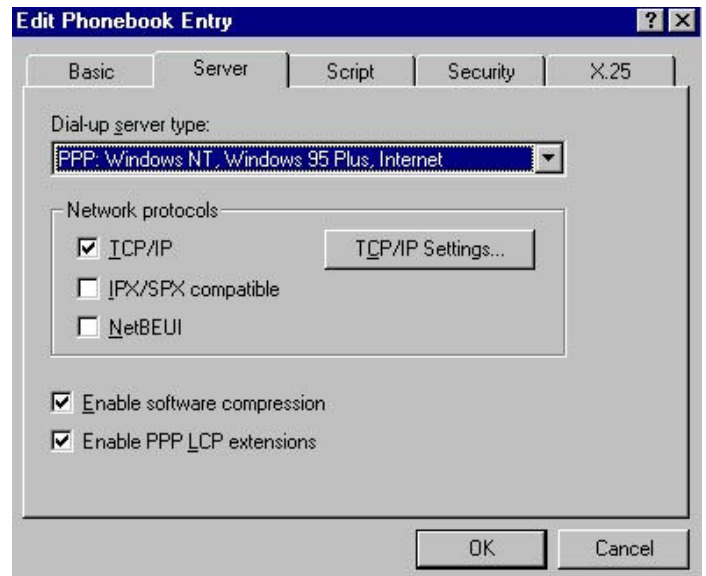 Edit Phonebook Entry
Basic Server Script Security X.25
Dial-up server type:
PPP: Windows NT, Windows 95 Plus, Internet
Network protocols
TCP/IP TCP/IP Settings...
IPX/SPX compatible
NetBEUI
Enable software compression
Enable PPP LCP extensions
OK Cancel